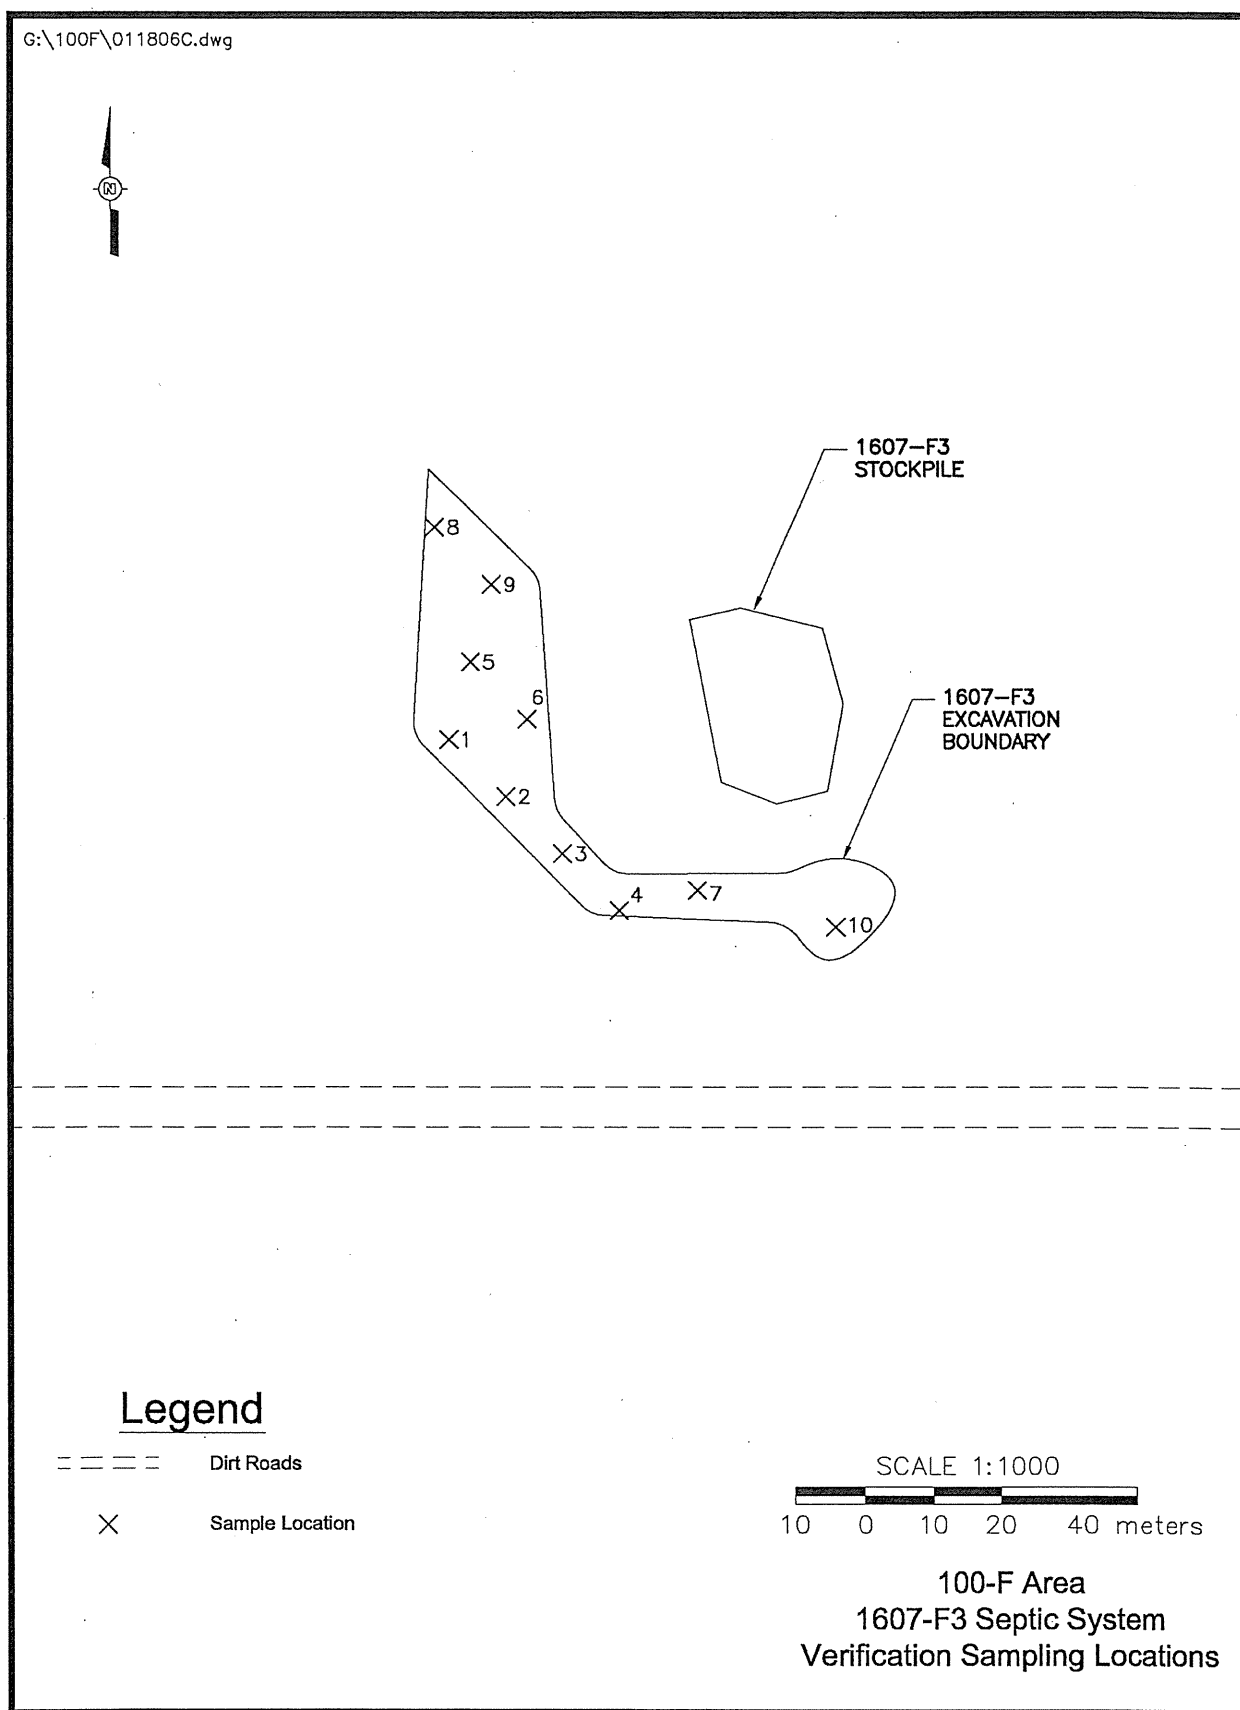 G:\100F\011806C.dwg
N
1607-F3
STOCKPILE
8
9
5
6
1607-F3
EXCAVATION
BOUNDARY
1
2
3
4
7
10
Legend
Dirt Roads
Sample Location
SCALE 1:1000
10 0 10 20 40 meters
100-F Area
1607-F3 Septic System
Verification Sampling Locations